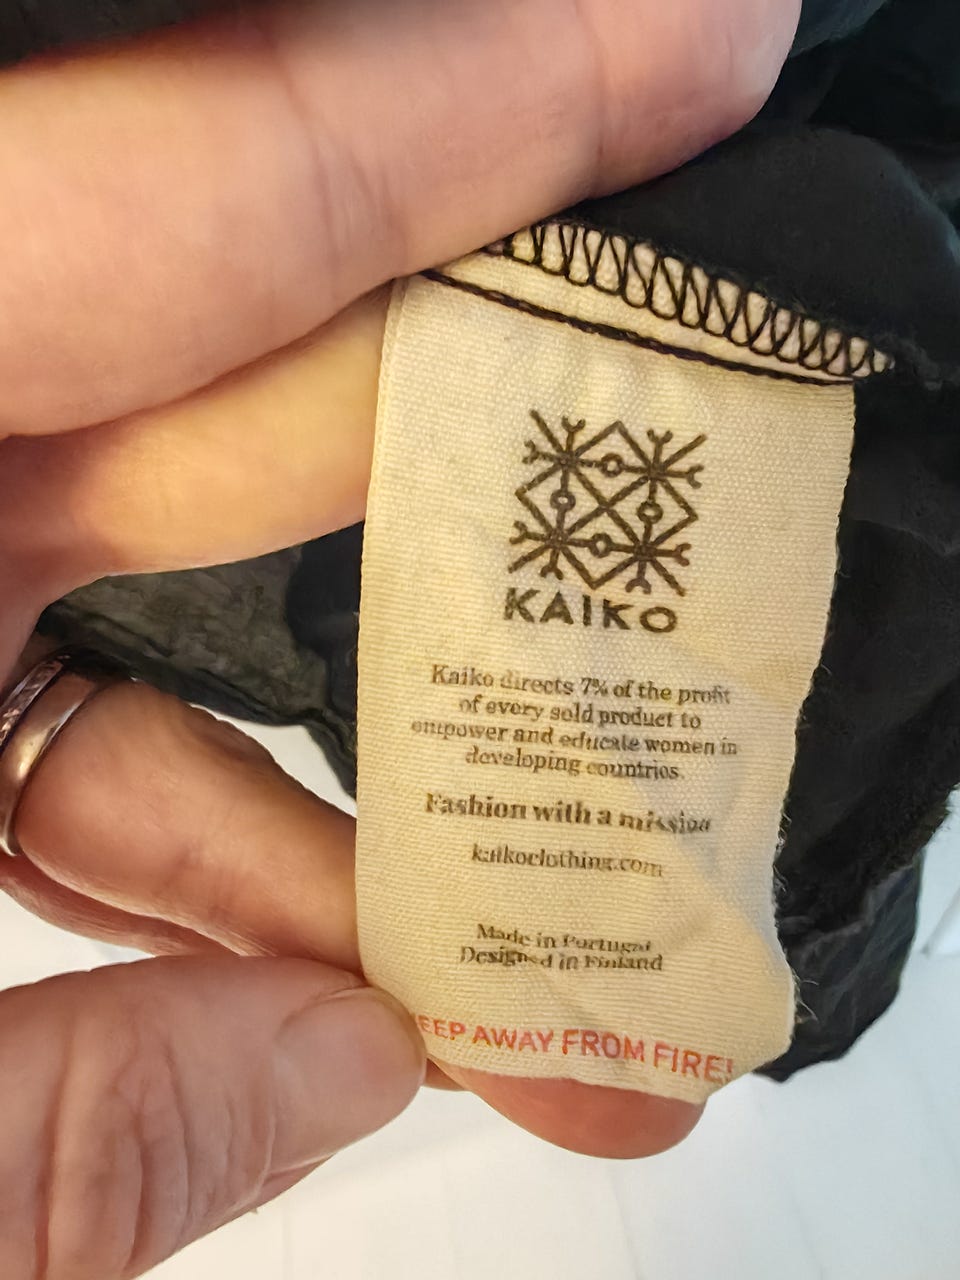 KAIKO
Kaiko directs 7% of the profit
of every sold product to
empower and educate women in
developing countries.
Fashion with a mission
kaikoclothing.com
Made in Portugal
Designed in Finland
EEP AWAY FROM FIRE!